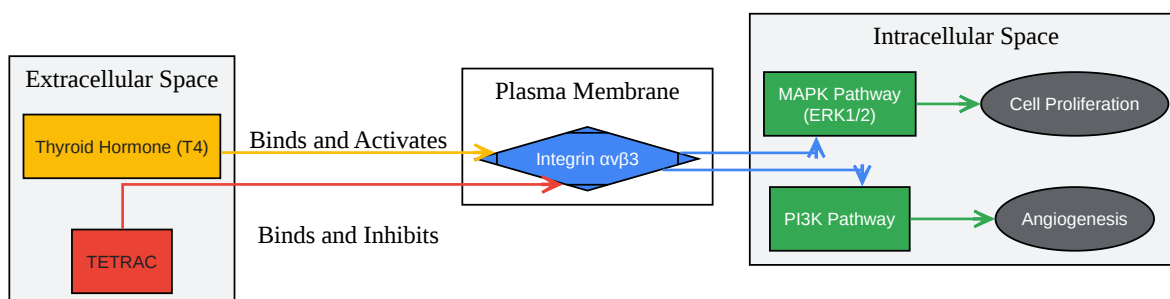 Extracellular Space
Thyroid Hormone (T4)
TETRAC
Binds and Activates
Binds and Inhibits
Plasma Membrane
Integrin αvβ3
Intracellular Space
MAPK Pathway
(ERK1/2)
Cell Proliferation
PI3K Pathway
Angiogenesis